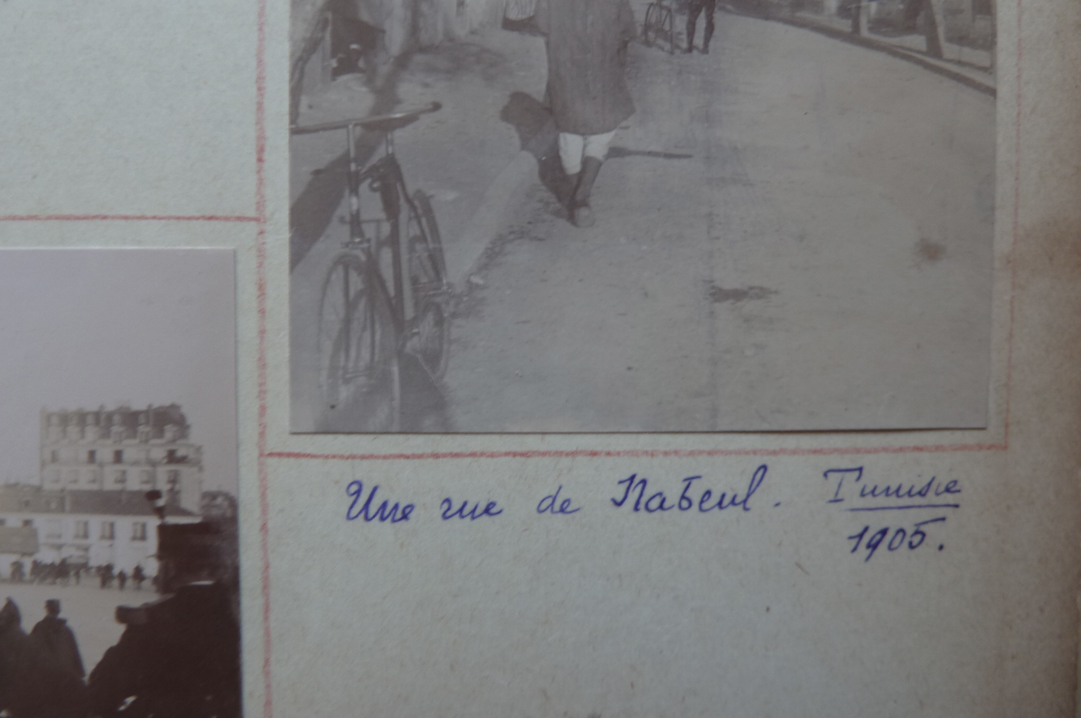 Une rue de Nabeul. Tunisie
1905.